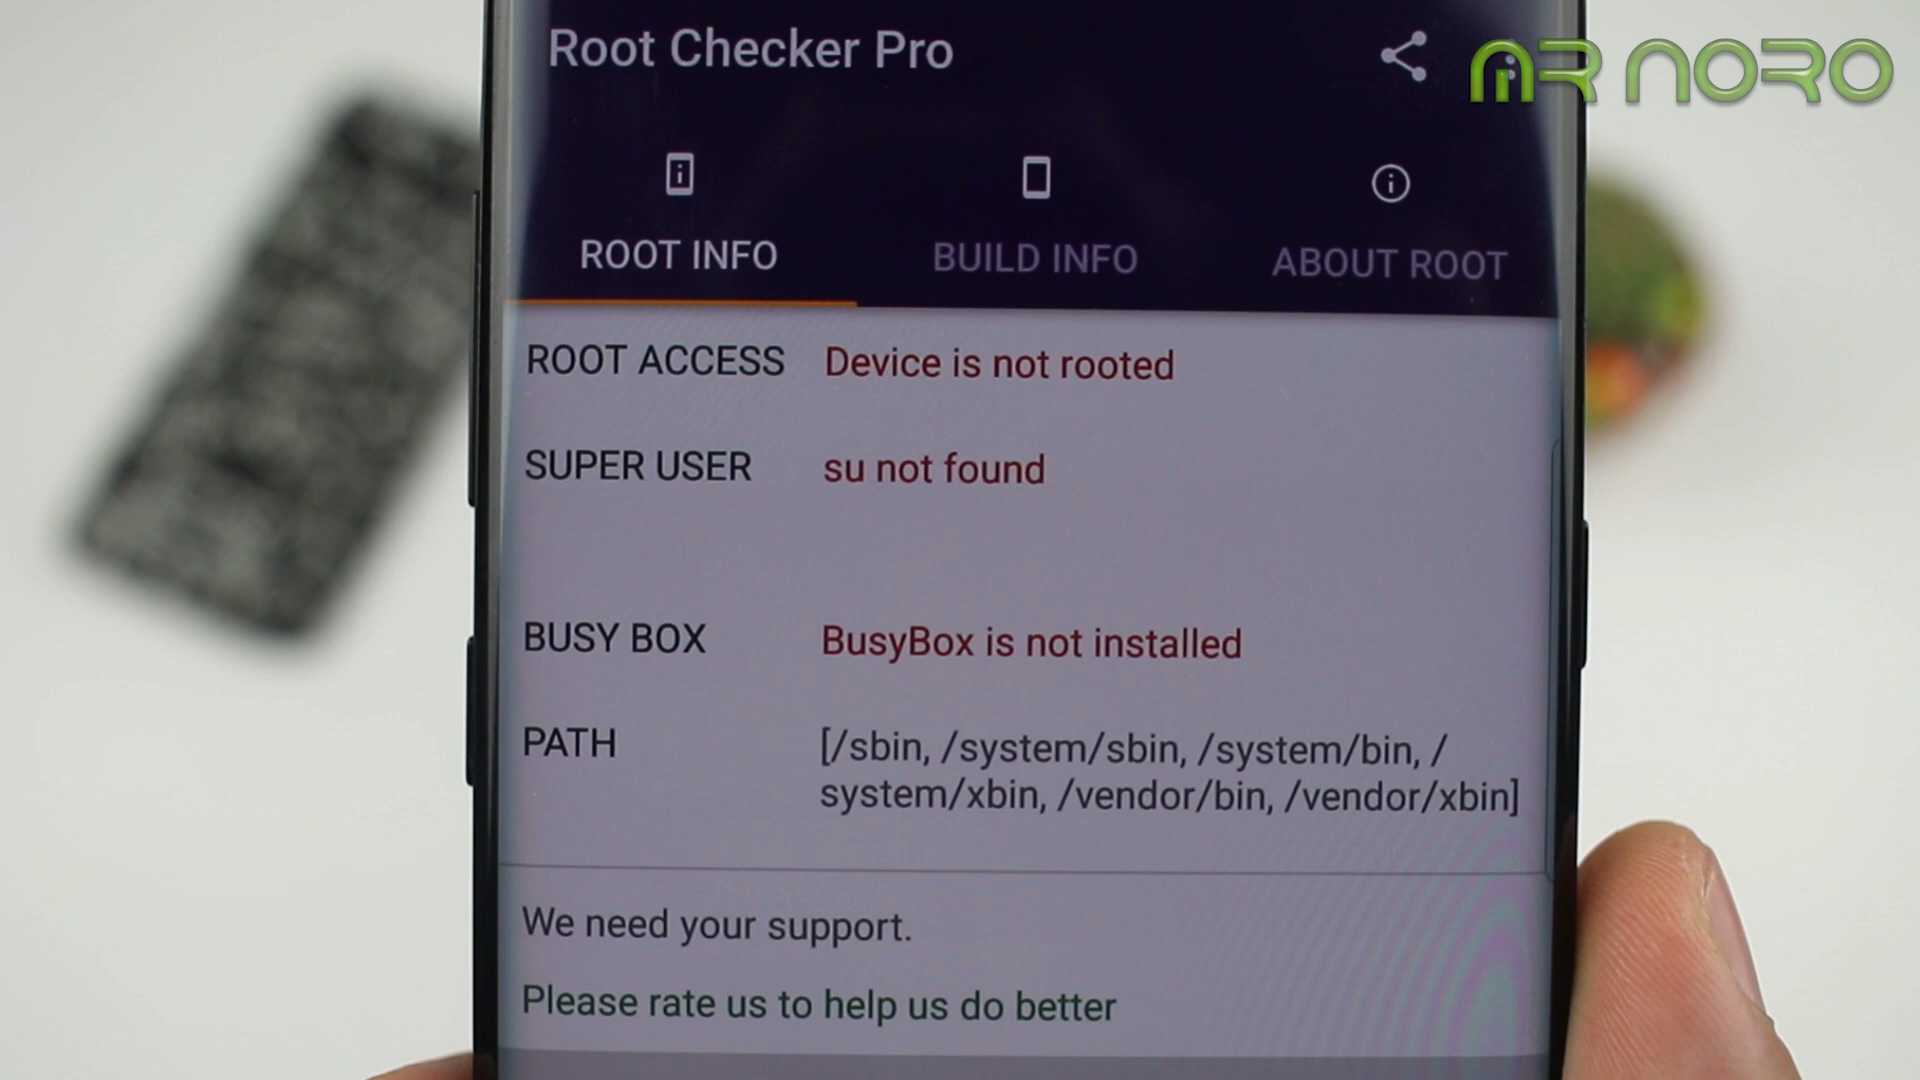 Root Checker Pro
MR NORO
ROOT INFO
BUILD INFO
ABOUT ROOT
ROOT ACCESS Device is not rooted
SUPER USER su not found
BUSY BOX BusyBox is not installed
PATH [/sbin, /system/sbin, /system/bin, /
system/xbin, /vendor/bin, /vendor/xbin]
We need your support.
Please rate us to help us do better